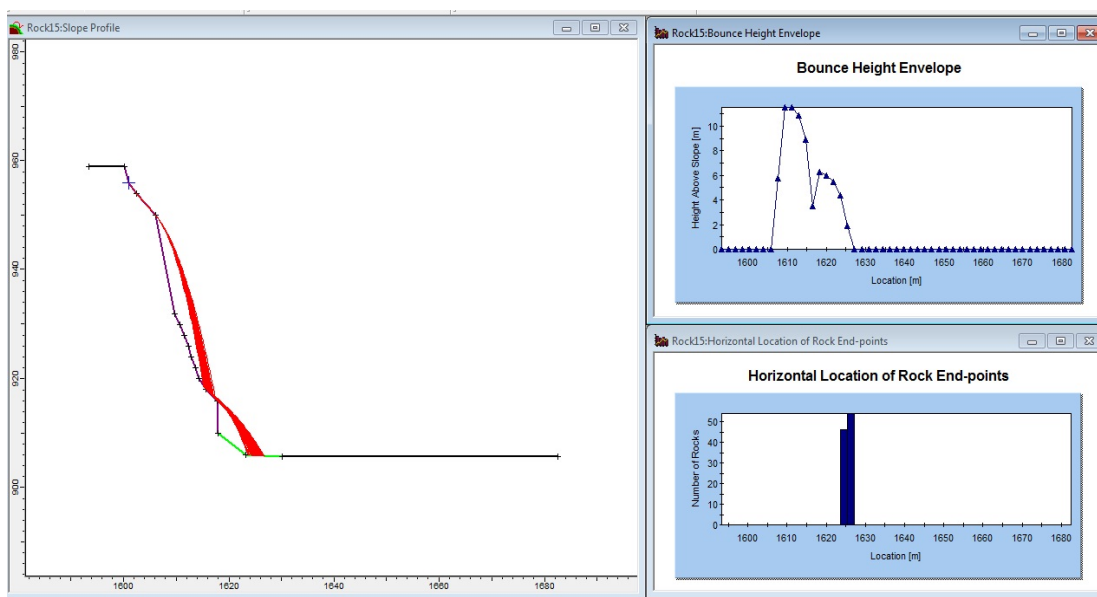 Rock15:Slope Profile
980
960
940
920
900
1600
1620
1640
1660
1680
Rock15:Bounce Height Envelope
Bounce Height Envelope
Height Above Slope [m]
10
8
6
4
2
0
1600 1610 1620 1630 1640 1650 1660 1670 1680
Location [m]
Rock15:Horizontal Location of Rock End-points
Horizontal Location of Rock End-points
Number of Rocks
50
40
30
20
10
0
1600 1610 1620 1630 1640 1650 1660 1670 1680
Location [m]